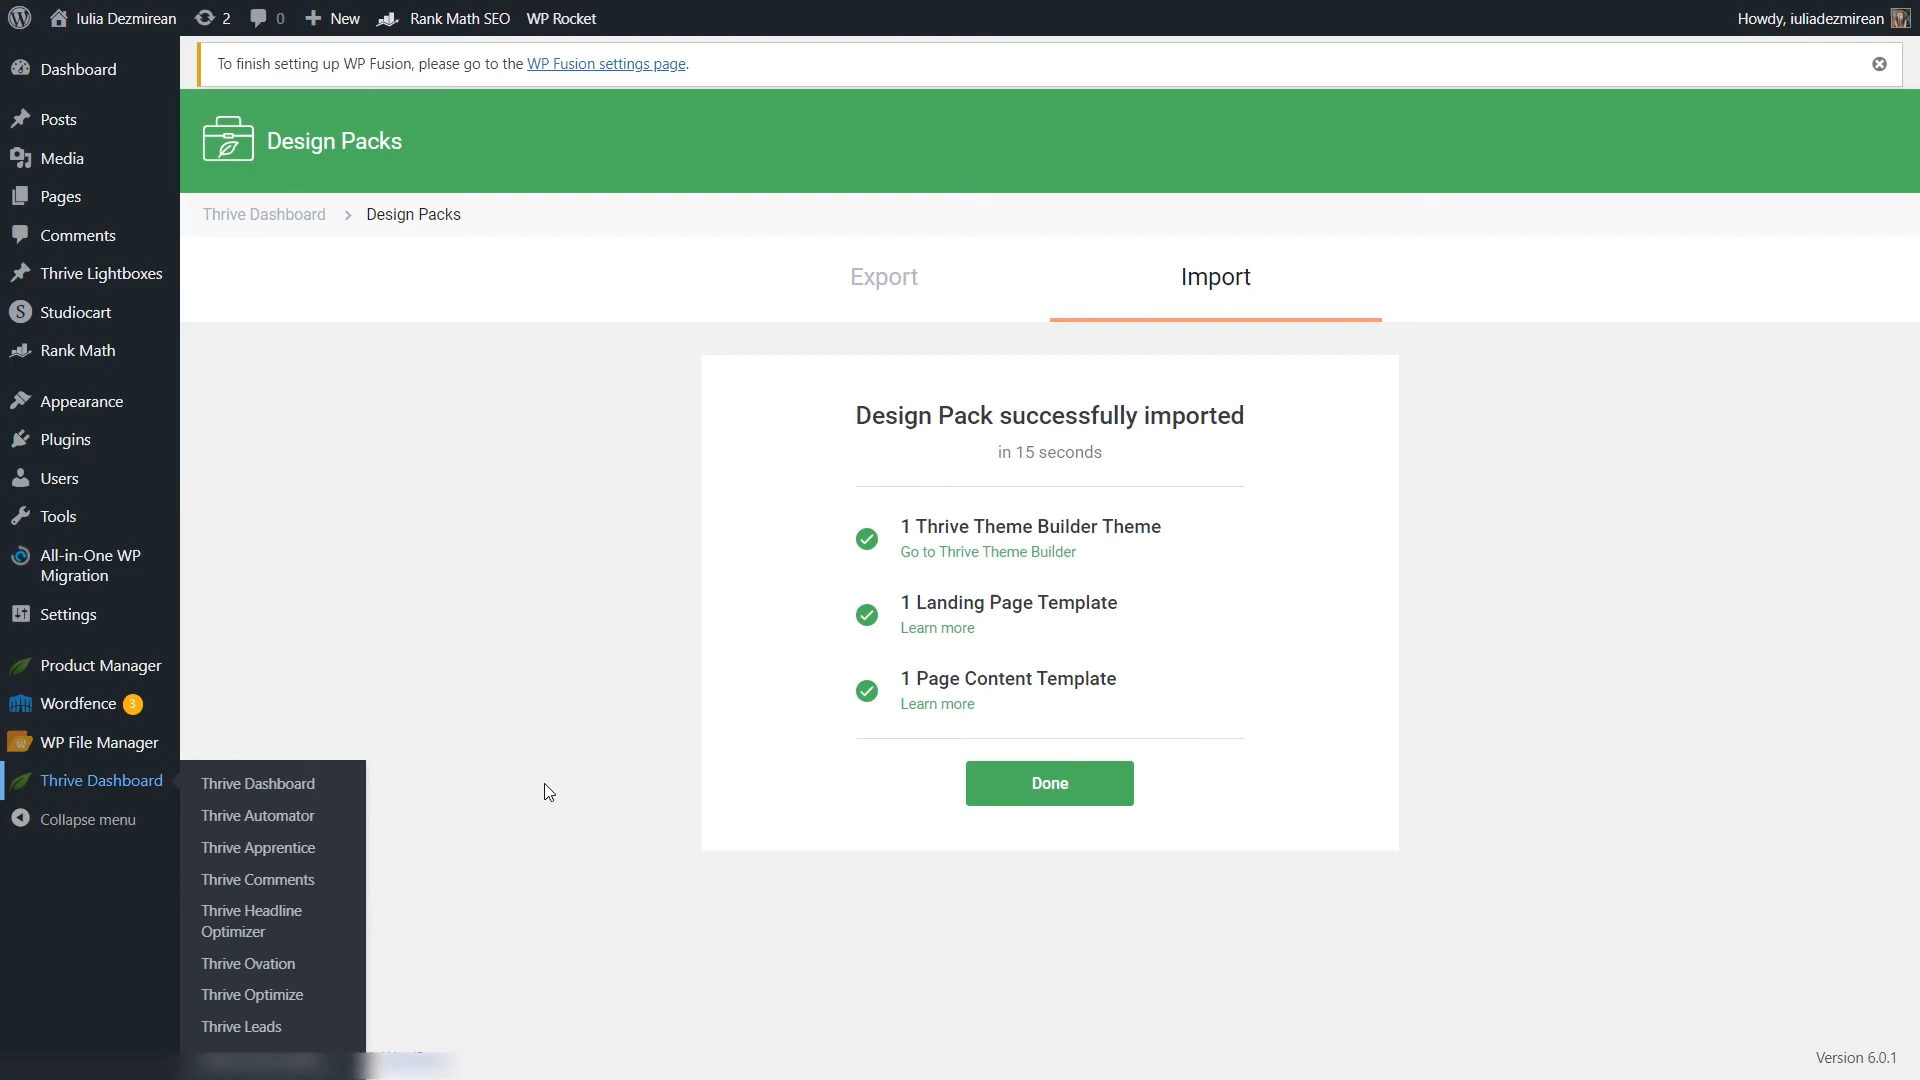 Iulia Dezmirean 2 0 New Rank Math SEO WP Rocket Howdy, iuliadezmirean
To finish setting up WP Fusion, please go to the WP Fusion settings page.
Design Packs
Thrive Dashboard > Design Packs
Export Import
Dashboard
Posts
Media
Pages
Comments
Thrive Lightboxes
S Studiocart
Rank Math
Appearance
Plugins
Users
Tools
All-in-One WP
Migration
Settings
Product Manager
Wordfence 3
WP File Manager
Thrive Dashboard
Collapse menu
Thrive Dashboard
Thrive Automator
Thrive Apprentice
Thrive Comments
Thrive Headline
Optimizer
Thrive Ovation
Thrive Optimize
Thrive Leads
Design Pack successfully imported
in 15 seconds
1 Thrive Theme Builder Theme
Go to Thrive Theme Builder
1 Landing Page Template
Learn more
1 Page Content Template
Learn more
Done
Version 6.0.1